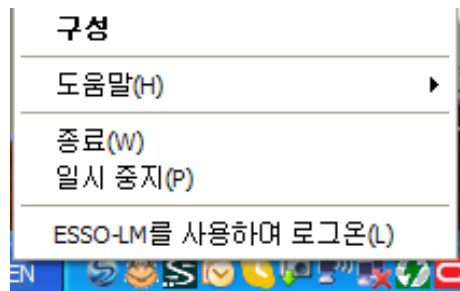 구성
도움말(H)
종료(W)
일시 중지(P)
ESSO-LM를 사용하여 로그온(L)
EN